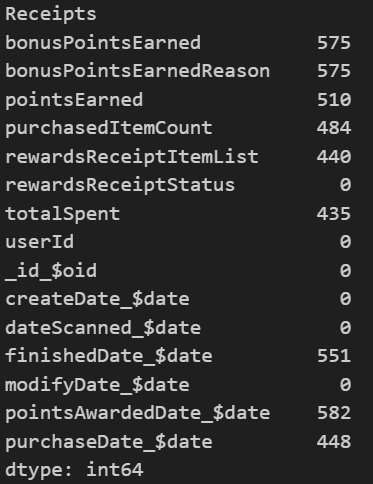 Receipts
bonusPointsEarned 575
bonusPointsEarnedReason 575
pointsEarned 510
purchasedItemCount 484
rewardsReceiptItemList 440
rewardsReceiptStatus 0
totalSpent 435
userId 0
_id_$oid 0
createDate_$date 0
dateScanned_$date 0
finishedDate_$date 551
modifyDate_$date 0
pointsAwardedDate_$date 582
purchaseDate_$date 448
dtype: int64